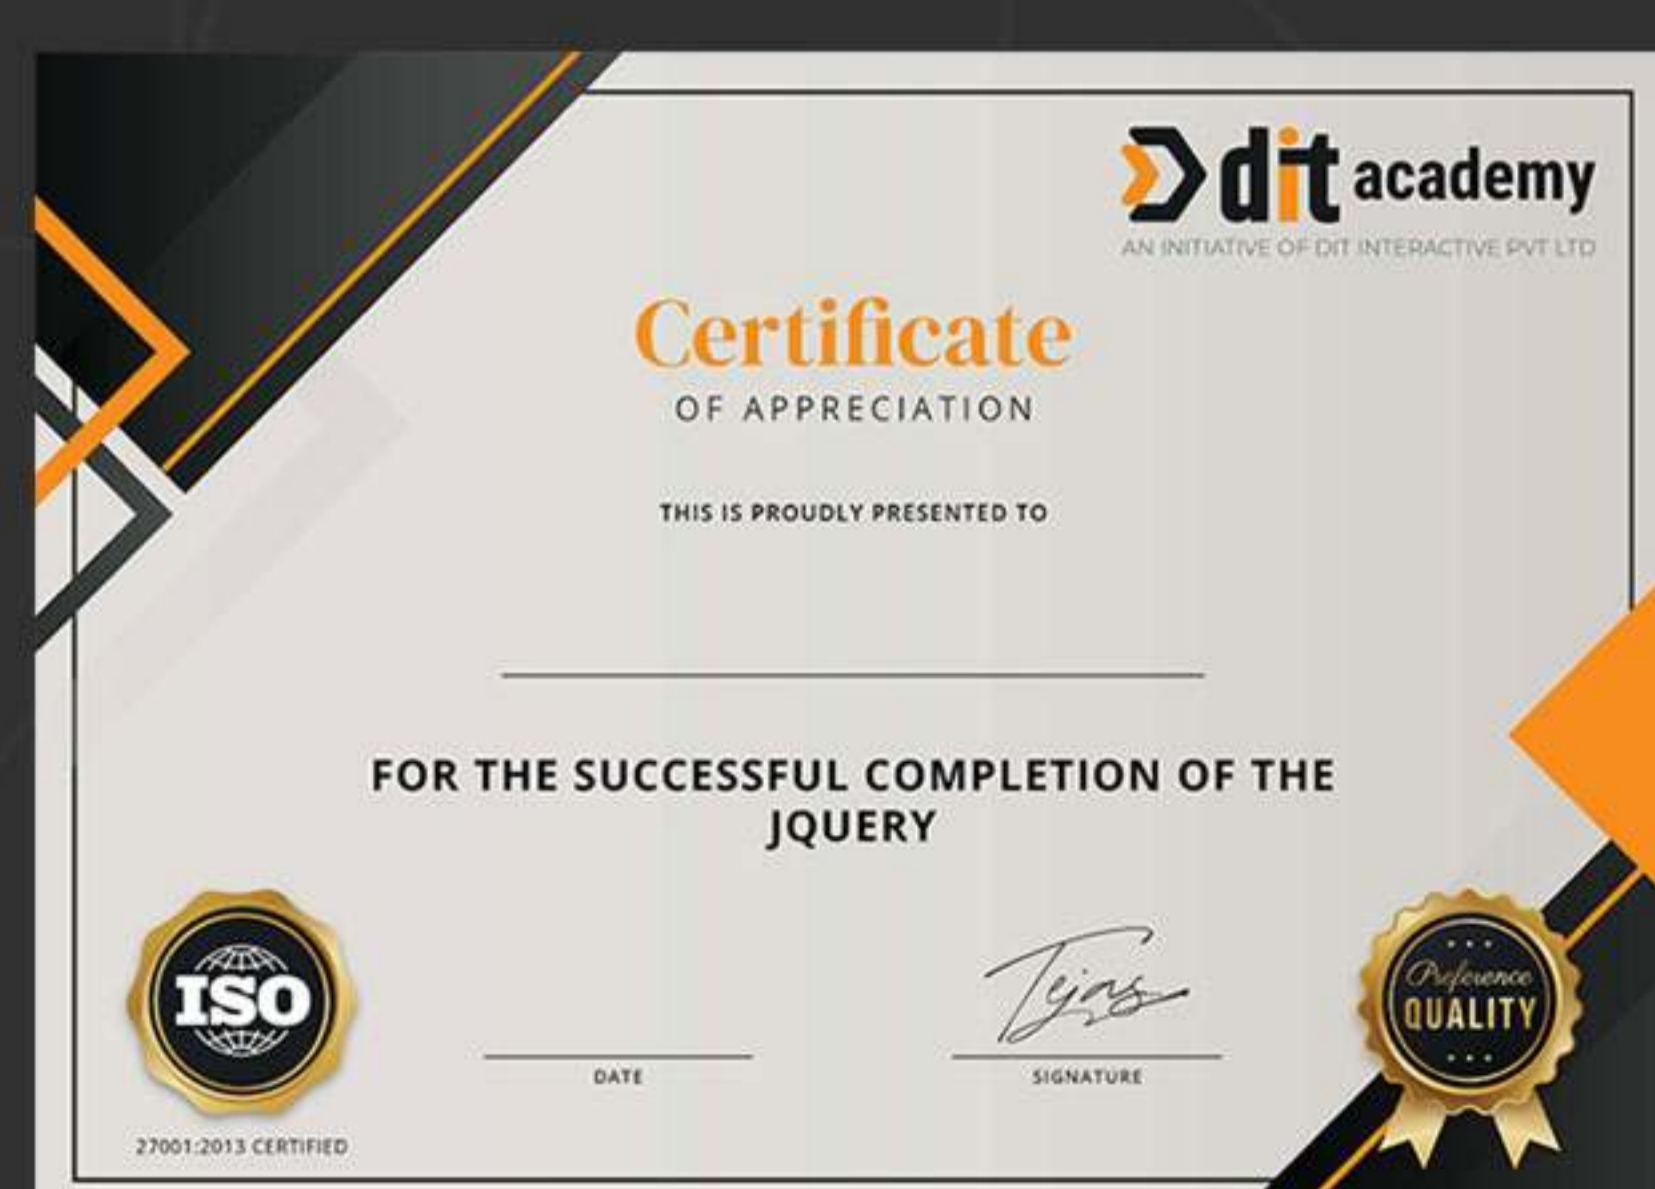 dit academy
AN INITIATIVE OF DIT INTERACTIVE PVT LTD
Certificate
OF APPRECIATION
THIS IS PROUDLY PRESENTED TO
FOR THE SUCCESSFUL COMPLETION OF THE
JQUERY
ISO
27001:2013 CERTIFIED
DATE
Tejas
SIGNATURE
Preference
QUALITY